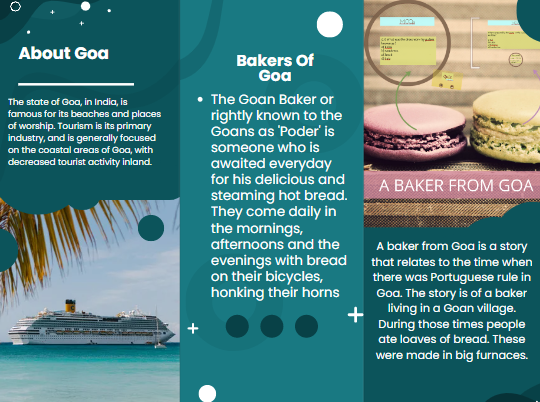 About Goa
The state of Goa, in India, is
famous for its beaches and places
of worship. Tourism is its primary
industry, and is generally focused
on the coastal areas of Goa, with
decreased tourist activity inland.
Bakers Of
Goa
The Goan Baker or
rightly known to the
Goans as 'Poder' is
someone who is
awaited everyday
for his delicious and
steaming hot bread.
They come daily in
the mornings,
afternoons and the
evenings with bread
on their bicycles,
honking their horns
A BAKER FROM GOA
A baker from Goa is a story
that relates to the time when
there was Portuguese rule in
Goa. The story is of a baker
living in a Goan village.
During those times people
ate loaves of bread. These
were made in big furnaces.